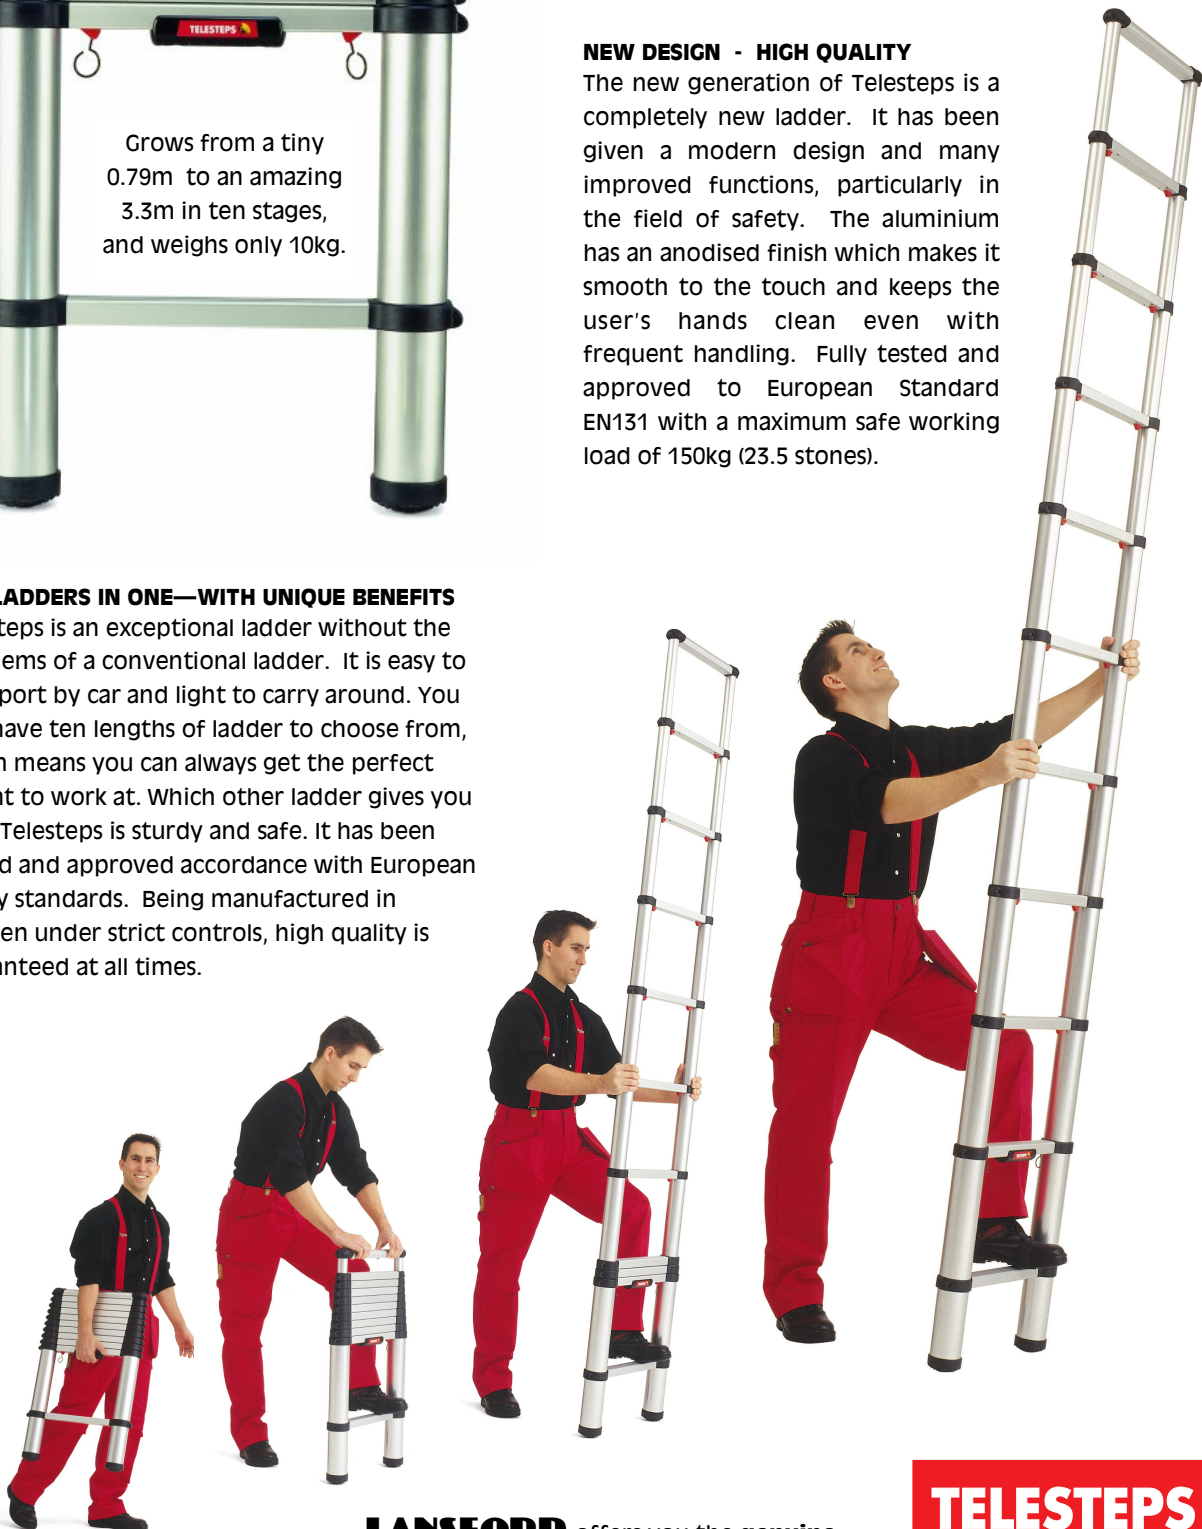 TELESTEPS
Grows from a tiny
0.79m to an amazing
3.3m in ten stages,
and weighs only 10kg.
NEW DESIGN - HIGH QUALITY
The new generation of Telesteps is a
completely new ladder. It has been
given a modern design and many
improved functions, particularly in
the field of safety. The aluminium
has an anodised finish which makes it
smooth to the touch and keeps the
user's hands clean even with
frequent handling. Fully tested and
approved to European Standard
EN131 with a maximum safe working
load of 150kg (23.5 stones).
LADDERS IN ONE—WITH UNIQUE BENEFITS
steps is an exceptional ladder without the
ems of a conventional ladder. It is easy to
port by car and light to carry around. You
have ten lengths of ladder to choose from,
means you can always get the perfect
to work at. Which other ladder gives you
Telesteps is sturdy and safe. It has been
and approved accordance with European
standards. Being manufactured in
en under strict controls, high quality is
anteed at all times.
LANSFORD offers you the genuine
TELESTEPS